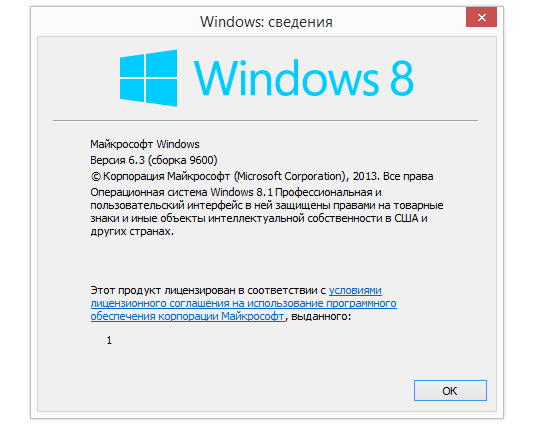 Windows: сведения
Windows 8
Майкрософт Windows
Версия 6.3 (сборка 9600)
© Корпорация Майкрософт (Microsoft Corporation), 2013. Все права
Операционная система Windows 8.1 Профессиональная и
пользовательский интерфейс в ней защищены правами на товарные
знаки и иные объекты интеллектуальной собственности в США и
других странах.
Этот продукт лицензирован в соответствии с условиями
лицензионного соглашения на использование программного
обеспечения корпорации Майкрософт, выданного:
1
ОК